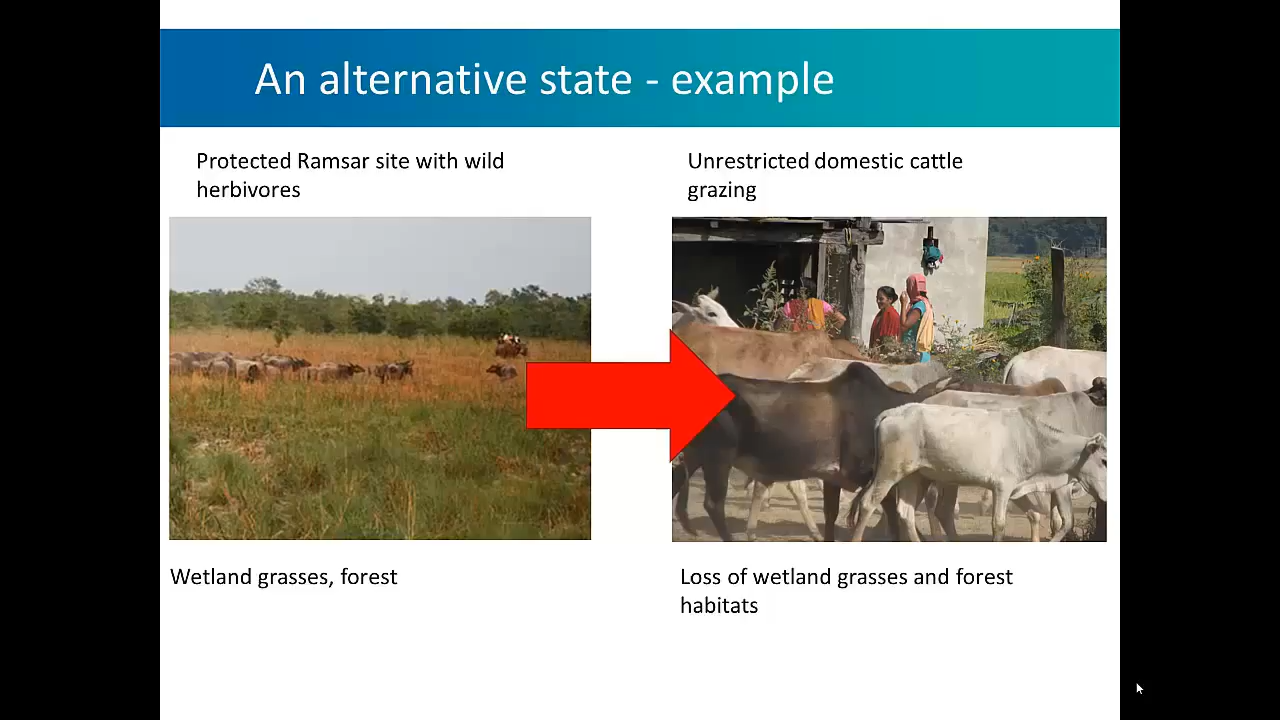 An alternative state - example
Protected Ramsar site with wild
herbivores
Unrestricted domestic cattle
grazing
Wetland grasses, forest
Loss of wetland grasses and forest
habitats